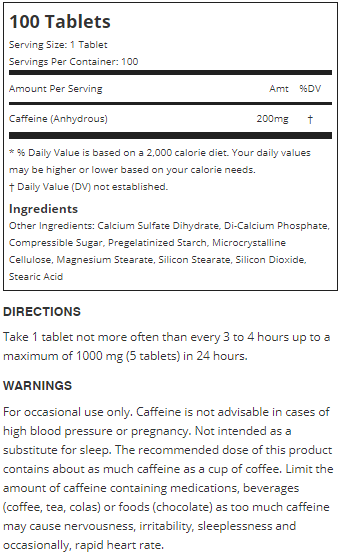 100 Tablets
Serving Size: 1 Tablet
Servings Per Container: 100
Amount Per Serving Amt %DV
Caffeine (Anhydrous) 200mg †
* % Daily Value is based on a 2,000 calorie diet. Your daily values
may be higher or lower based on your calorie needs.
† Daily Value (DV) not established.
Ingredients
Other Ingredients: Calcium Sulfate Dihydrate, Di-Calcium Phosphate,
Compressible Sugar, Pregelatinized Starch, Microcrystalline
Cellulose, Magnesium Stearate, Silicon Stearate, Silicon Dioxide,
Stearic Acid
DIRECTIONS
Take 1 tablet not more often than every 3 to 4 hours up to a
maximum of 1000 mg (5 tablets) in 24 hours.
WARNINGS
For occasional use only. Caffeine is not advisable in cases of
high blood pressure or pregnancy. Not intended as a
substitute for sleep. The recommended dose of this product
contains about as much caffeine as a cup of coffee. Limit the
amount of caffeine containing medications, beverages
(coffee, tea, colas) or foods (chocolate) as too much caffeine
may cause nervousness, irritability, sleeplessness and
occasionally, rapid heart rate.